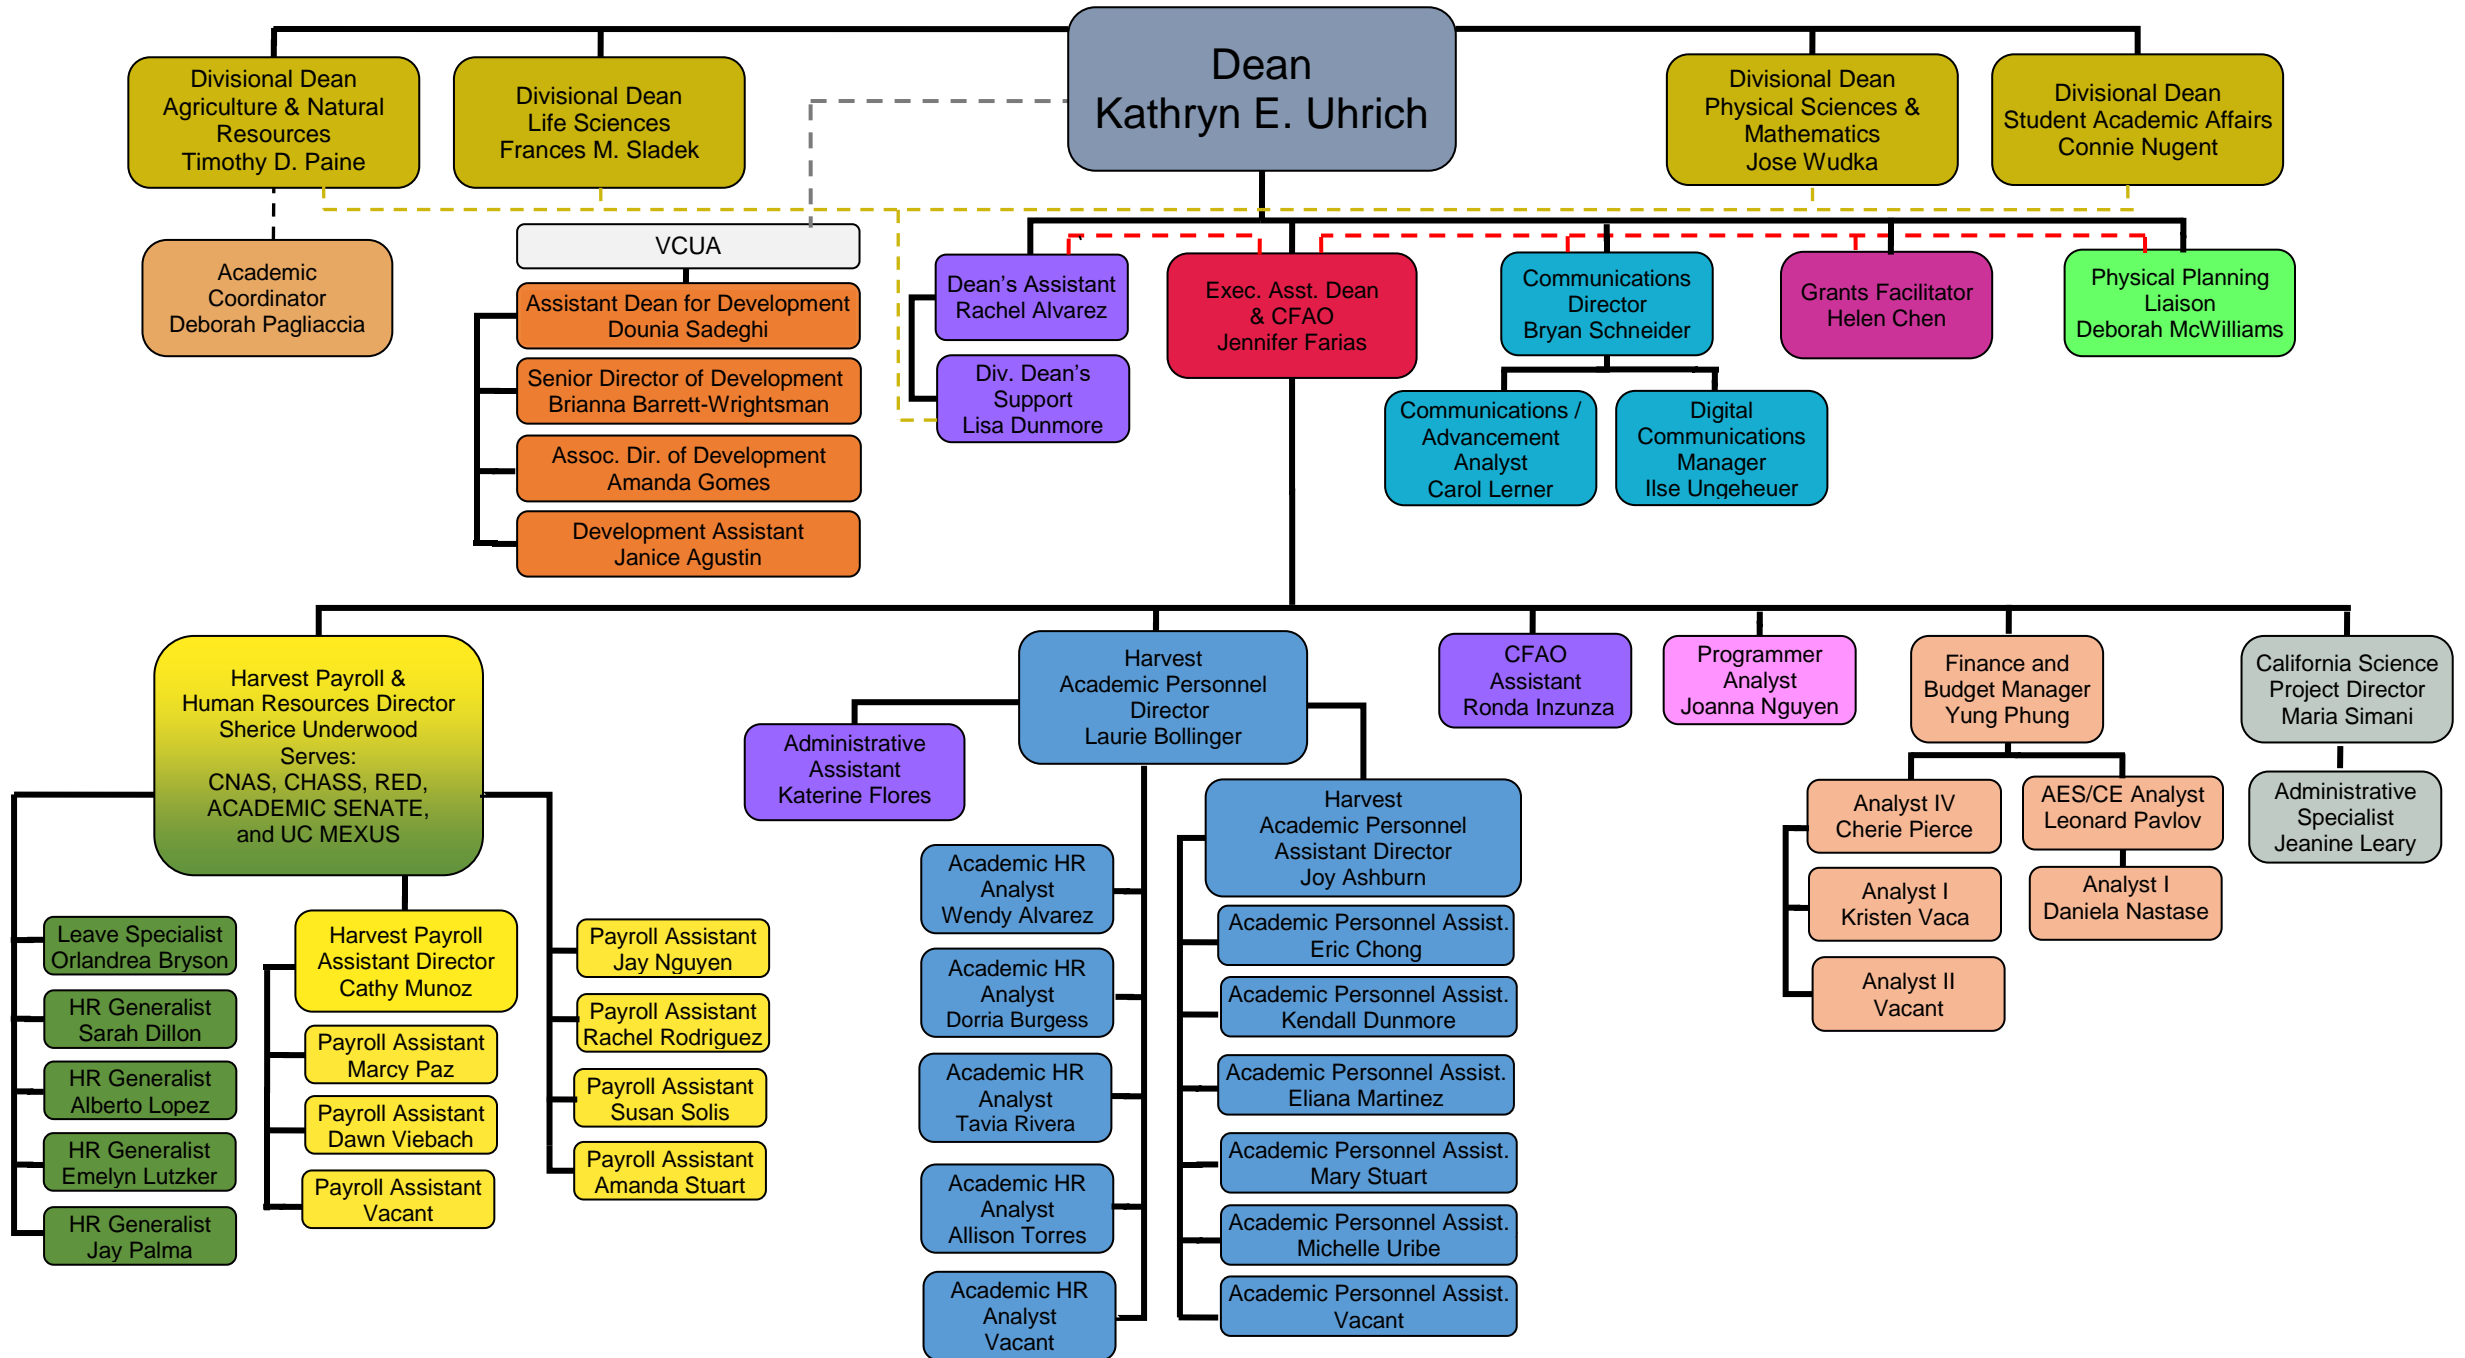 Dean
Kathryn E. Uhrich
Divisional Dean
Agriculture & Natural
Resources
Timothy D. Paine
Divisional Dean
Life Sciences
Frances M. Sladek
Divisional Dean
Physical Sciences &
Mathematics
Jose Wudka
Divisional Dean
Student Academic Affairs
Connie Nugent
Academic
Coordinator
Deborah Pagliaccia
VCUA
Assistant Dean for Development
Dounia Sadeghi
Senior Director of Development
Brianna Barrett-Wrightsman
Assoc. Dir. of Development
Amanda Gomes
Development Assistant
Janice Agustin
Dean's Assistant
Rachel Alvarez
Div. Dean's
Support
Lisa Dunmore
Exec. Asst. Dean
& CFAO
Jennifer Farias
Communications
Director
Bryan Schneider
Communications /
Advancement
Analyst
Carol Lerner
Digital
Communications
Manager
Ilse Ungeheuer
Grants Facilitator
Helen Chen
Physical Planning
Liaison
Deborah McWilliams
Harvest Payroll &
Human Resources Director
Sherice Underwood
Serves:
CNAS, CHASS, RED,
ACADEMIC SENATE,
and UC MEXUS
Leave Specialist
Orlandrea Bryson
HR Generalist
Sarah Dillon
HR Generalist
Alberto Lopez
HR Generalist
Emelyn Lutzker
HR Generalist
Jay Palma
Harvest Payroll
Assistant Director
Cathy Munoz
Payroll Assistant
Marcy Paz
Payroll Assistant
Dawn Viebach
Payroll Assistant
Vacant
Payroll Assistant
Jay Nguyen
Payroll Assistant
Rachel Rodriguez
Payroll Assistant
Susan Solis
Payroll Assistant
Amanda Stuart
Harvest
Academic Personnel
Director
Laurie Bollinger
Administrative
Assistant
Katerine Flores
Academic HR
Analyst
Wendy Alvarez
Academic HR
Analyst
Dorria Burgess
Academic HR
Analyst
Tavia Rivera
Academic HR
Analyst
Allison Torres
Academic HR
Analyst
Vacant
Harvest
Academic Personnel
Assistant Director
Joy Ashburn
Academic Personnel Assist.
Eric Chong
Academic Personnel Assist.
Kendall Dunmore
Academic Personnel Assist.
Eliana Martinez
Academic Personnel Assist.
Mary Stuart
Academic Personnel Assist.
Michelle Uribe
Academic Personnel Assist.
Vacant
CFAO
Assistant
Ronda Inzunza
Programmer
Analyst
Joanna Nguyen
Finance and
Budget Manager
Yung Phung
Analyst IV
Cherie Pierce
Analyst I
Kristen Vaca
Analyst II
Vacant
AES/CE Analyst
Leonard Pavlov
Analyst I
Daniela Nastase
California Science
Project Director
Maria Simani
Administrative
Specialist
Jeanine Leary